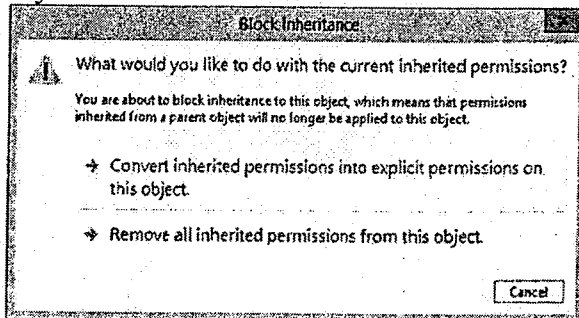 Block Inheritance
What would you like to do with the current inherited permissions?
You are about to block inheritance to this object, which means that permissions
inherited from a parent object will no longer be applied to this object.
Convert inherited permissions into explicit permissions on
this object.
Remove all inherited permissions from this object.
Cancel